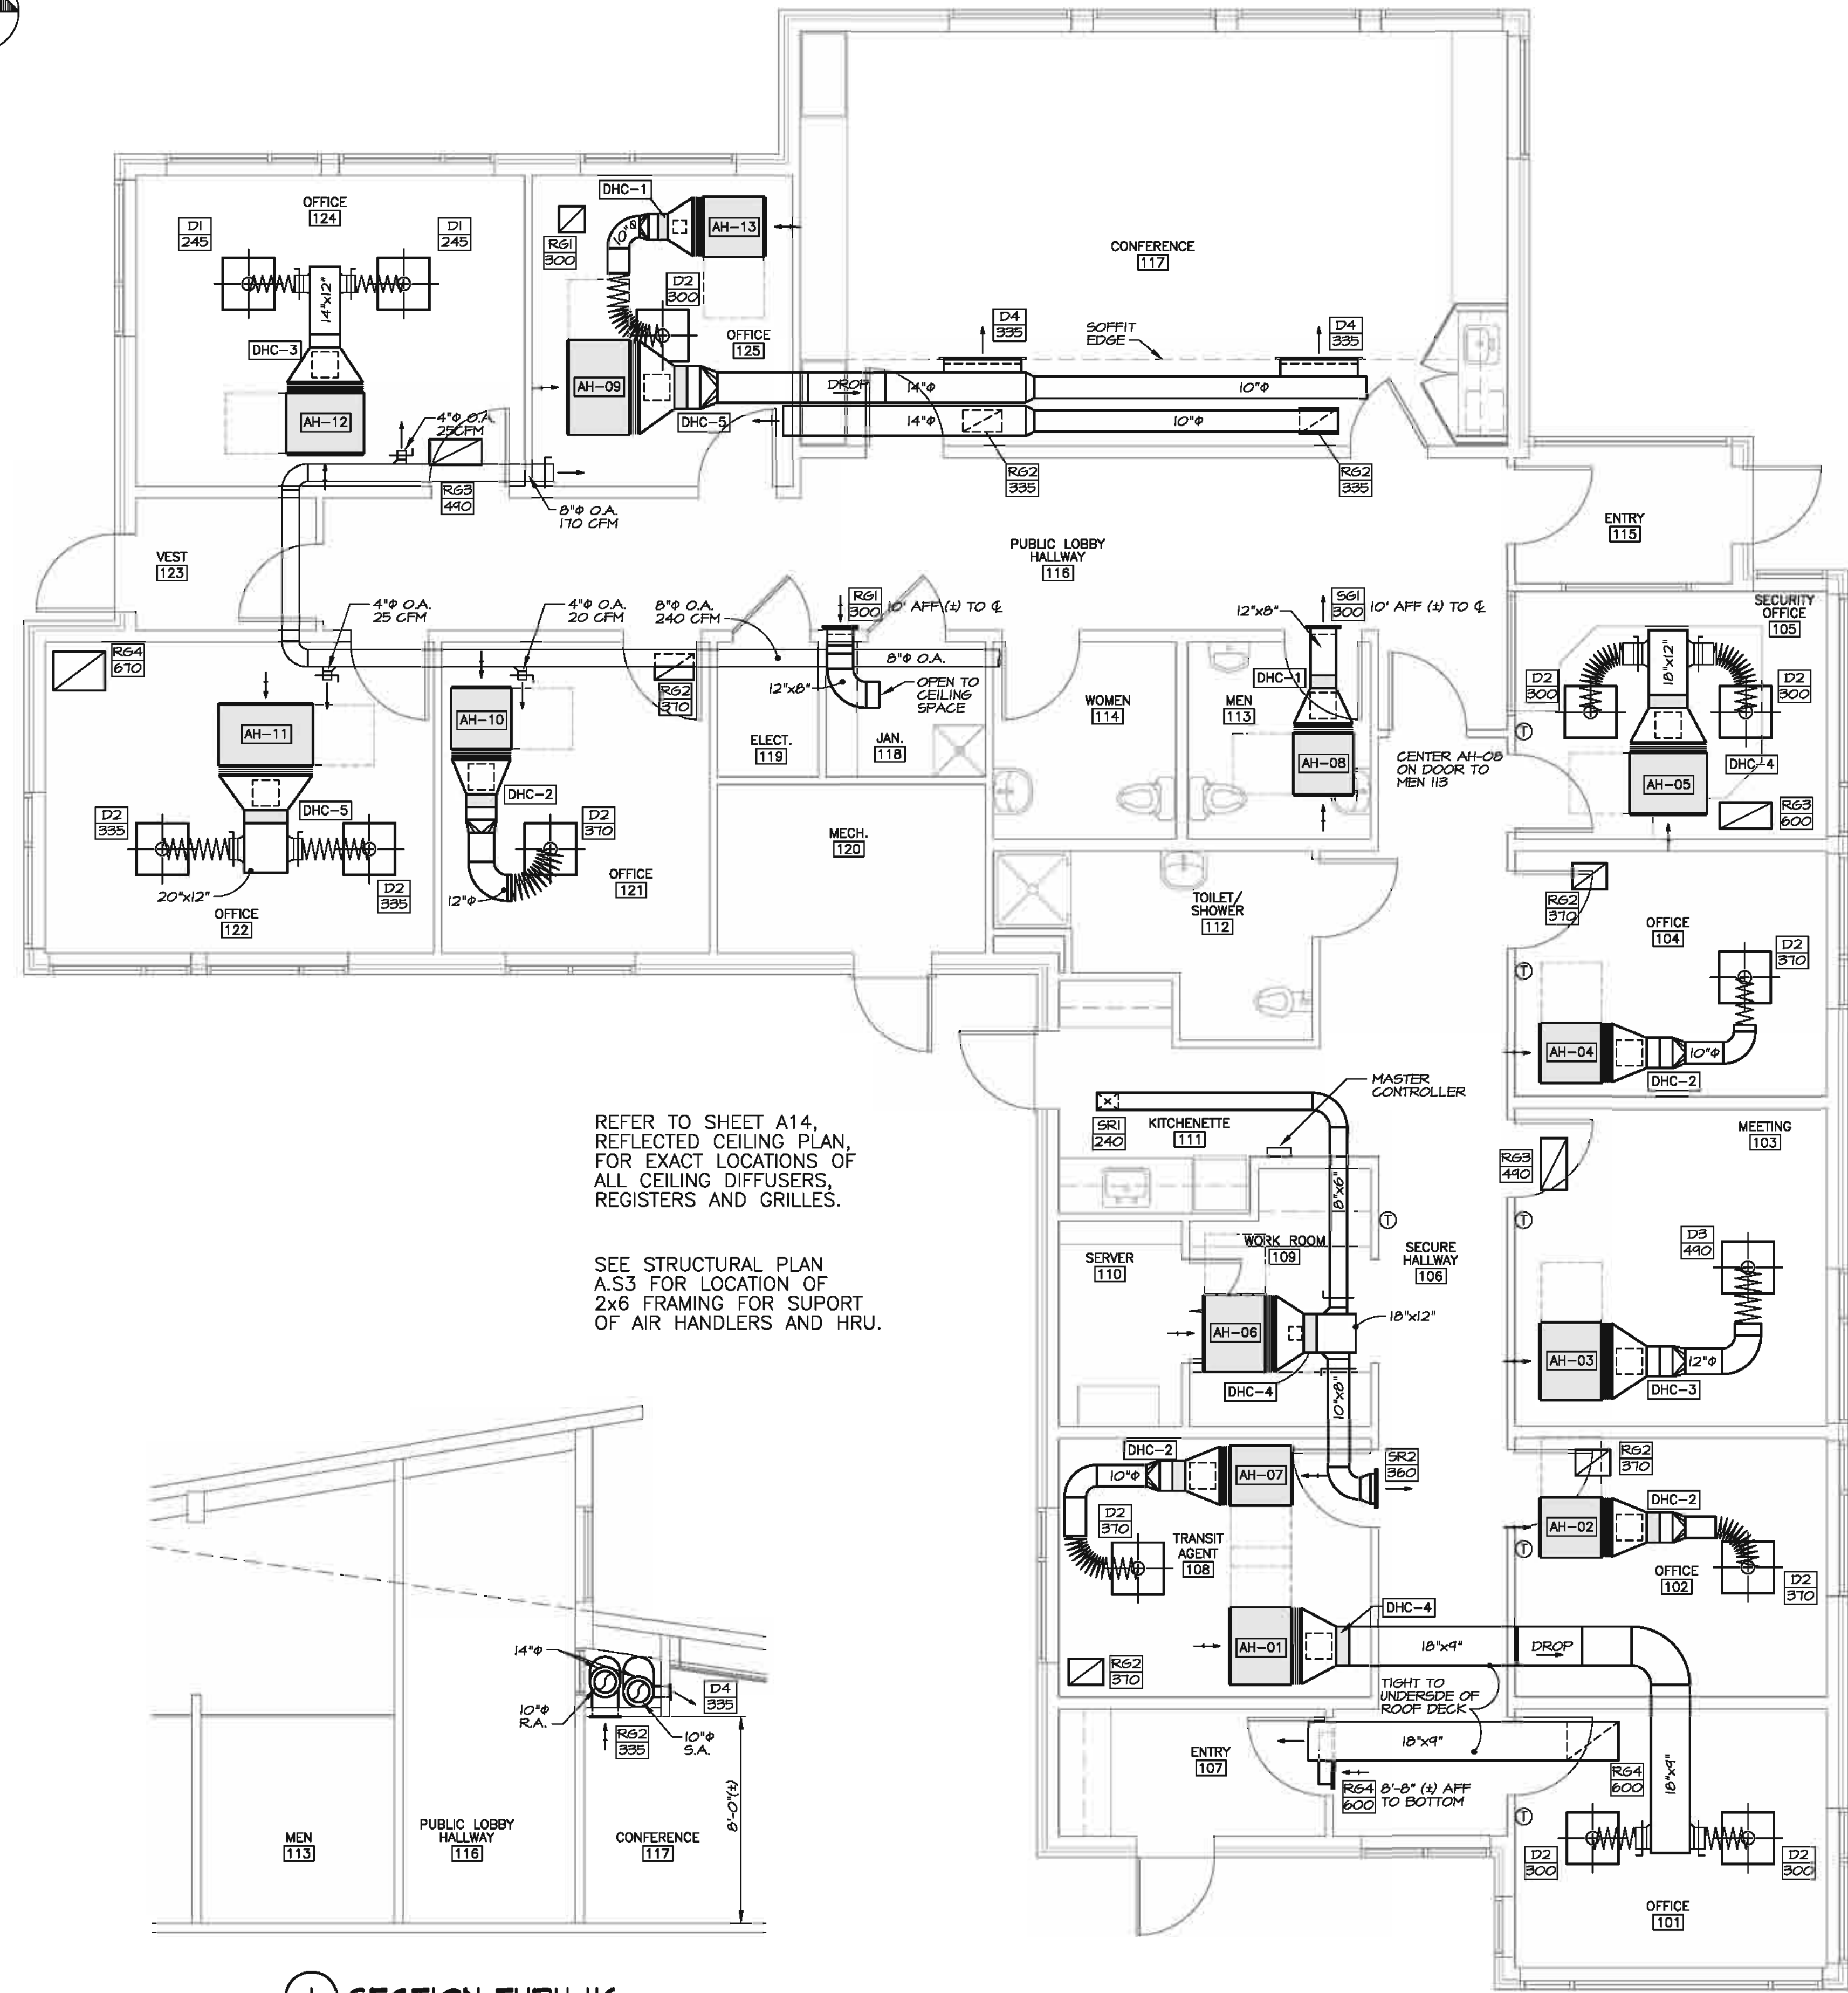 OFFICE
124
D1
245
D1
245
14"x12"
DHC-3
AH-12
4"Φ O.A.
25CFM
RG3
490
8"Φ O.A.
170 CFM
DHC-1
AH-13
10"Φ
RG1
300
D2
300
OFFICE
125
AH-09
DHC-5
DROP
14"Φ
10"Φ
14"Φ
10"Φ
CONFERENCE
117
D4
335
SOFFIT
EDGE
D4
335
RG2
335
RG2
335
VEST
123
PUBLIC LOBBY
HALLWAY
116
ENTRY
115
4"Φ O.A.
25 CFM
4"Φ O.A.
20 CFM
8"Φ O.A.
240 CFM
RG1
300
10' AFF (±) TO ℄
12"x8"
SG1
300
10' AFF (±) TO ℄
SECURITY
OFFICE
105
RG4
670
AH-11
DHC-5
D2
335
D2
335
20"x12"
OFFICE
122
AH-10
DHC-2
RG2
370
D2
370
12"Φ
OFFICE
121
8"Φ O.A.
12"x8"
OPEN TO
CEILING
SPACE
ELECT.
119
JAN.
118
MECH.
120
WOMEN
114
MEN
113
DHC-1
AH-08
CENTER AH-08
ON DOOR TO
MEN 113
18"x12"
D2
300
D2
300
DHC-4
AH-05
RG3
600
TOILET/
SHOWER
112
RG2
370
OFFICE
104
D2
370
AH-04
10"Φ
DHC-2
MASTER
CONTROLLER
SR1
240
KITCHENETTE
111
8"x6"
MEETING
103
RG3
490
D3
490
AH-03
12"Φ
DHC-3
SERVER
110
WORK ROOM
109
SECURE
HALLWAY
106
AH-06
18"x12"
DHC-4
10"x8"
REFER TO SHEET A14,
REFLECTED CEILING PLAN,
FOR EXACT LOCATIONS OF
ALL CEILING DIFFUSERS,
REGISTERS AND GRILLES.
SEE STRUCTURAL PLAN
A.S3 FOR LOCATION OF
2x6 FRAMING FOR SUPORT
OF AIR HANDLERS AND HRU.
DHC-2
10"Φ
AH-07
SR2
360
D2
370
TRANSIT
AGENT
108
RG2
370
DHC-2
AH-02
OFFICE
102
D2
370
AH-01
DHC-4
18"x9"
DROP
RG2
370
TIGHT TO
UNDERSDE OF
ROOF DECK
ENTRY
107
18"x9"
RG4
600
8'-8" (±) AFF
TO BOTTOM
RG4
600
18"x9"
D2
300
D2
300
OFFICE
101
T
T
T
T
T
T
14"Φ
10"Φ
R.A.
RG2
335
10"Φ
S.A.
D4
335
8'-0"(±)
MEN
113
PUBLIC LOBBY
HALLWAY
116
CONFERENCE
117